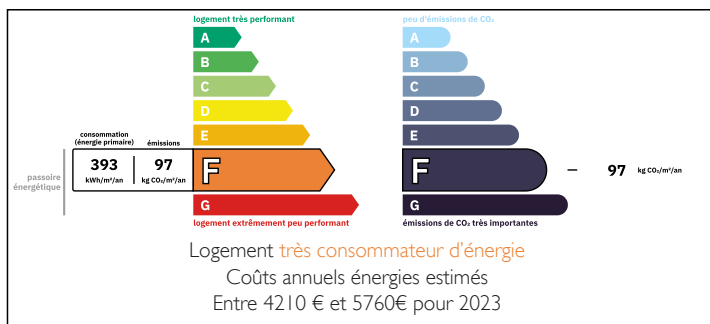 logement très performant
A
B
C
D
E
consommation
(énergie primaire)
émissions
393
kWh/m²/an
97
kg CO₂/m²/an
F
passoire
énergétique
G
logement extrêmement peu performant
peu d'émissions de CO₂
A
B
C
D
E
F
97 kg CO₂/m²/an
G
émissions de CO₂ très importantes
Logement très consommateur d'énergie
Coûts annuels énergies estimés
Entre 4210 € et 5760€ pour 2023